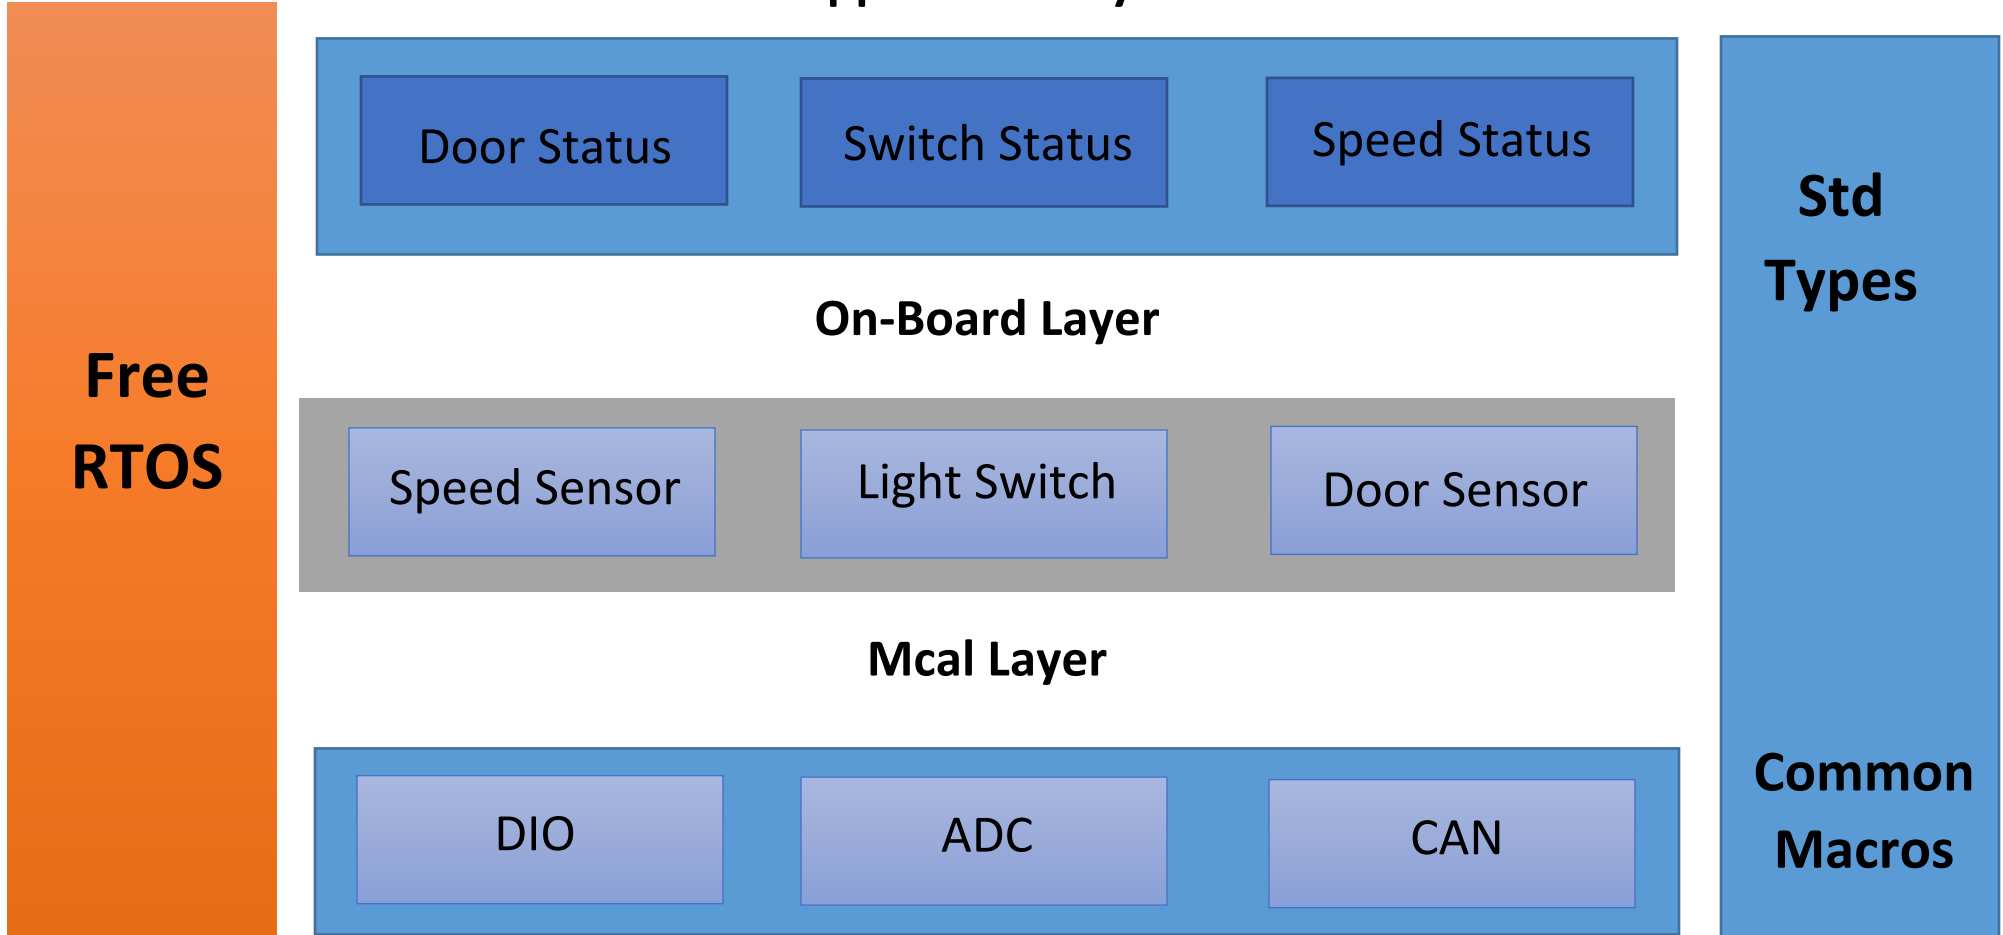 Door Status
Switch Status
Speed Status
Std
Types
On-Board Layer
Free
RTOS
Speed Sensor
Light Switch
Door Sensor
Mcal Layer
Common
Macros
DIO
ADC
CAN